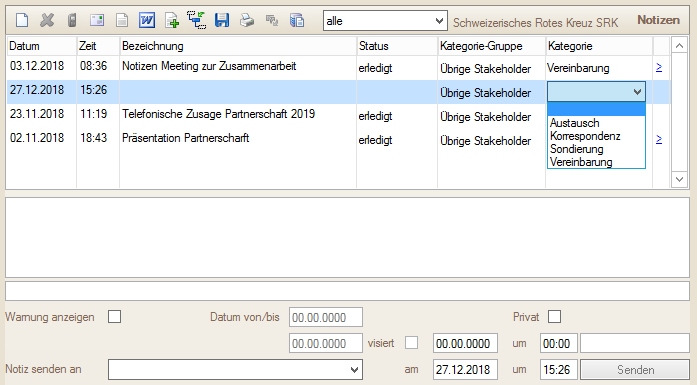 alle Schweizerisches Rotes Kreuz SRK Notizen
Datum Zeit Bezeichnung Status Kategorie-Gruppe Kategorie
03.12.2018 08:36 Notizen Meeting zur Zusammenarbeit erledigt Übrige Stakeholder Vereinbarung >
27.12.2018 15:26 Übrige Stakeholder
23.11.2018 11:19 Telefonische Zusage Partnerschaft 2019 erledigt Übrige Stakeholder
02.11.2018 18:43 Präsentation Partnerscharft erledigt Übrige Stakeholder >
Austausch
Korrespondenz
Sondierung
Vereinbarung
Warnung anzeigen Datum von/bis 00.00.0000 Privat
00.00.0000 visiert 00.00.0000 um 00:00
Notiz senden an am 27.12.2018 um 15:26 Senden